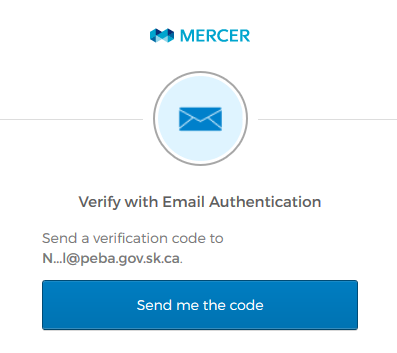 MERCER
Verify with Email Authentication
Send a verification code to
N...l@peba.gov.sk.ca.
Send me the code